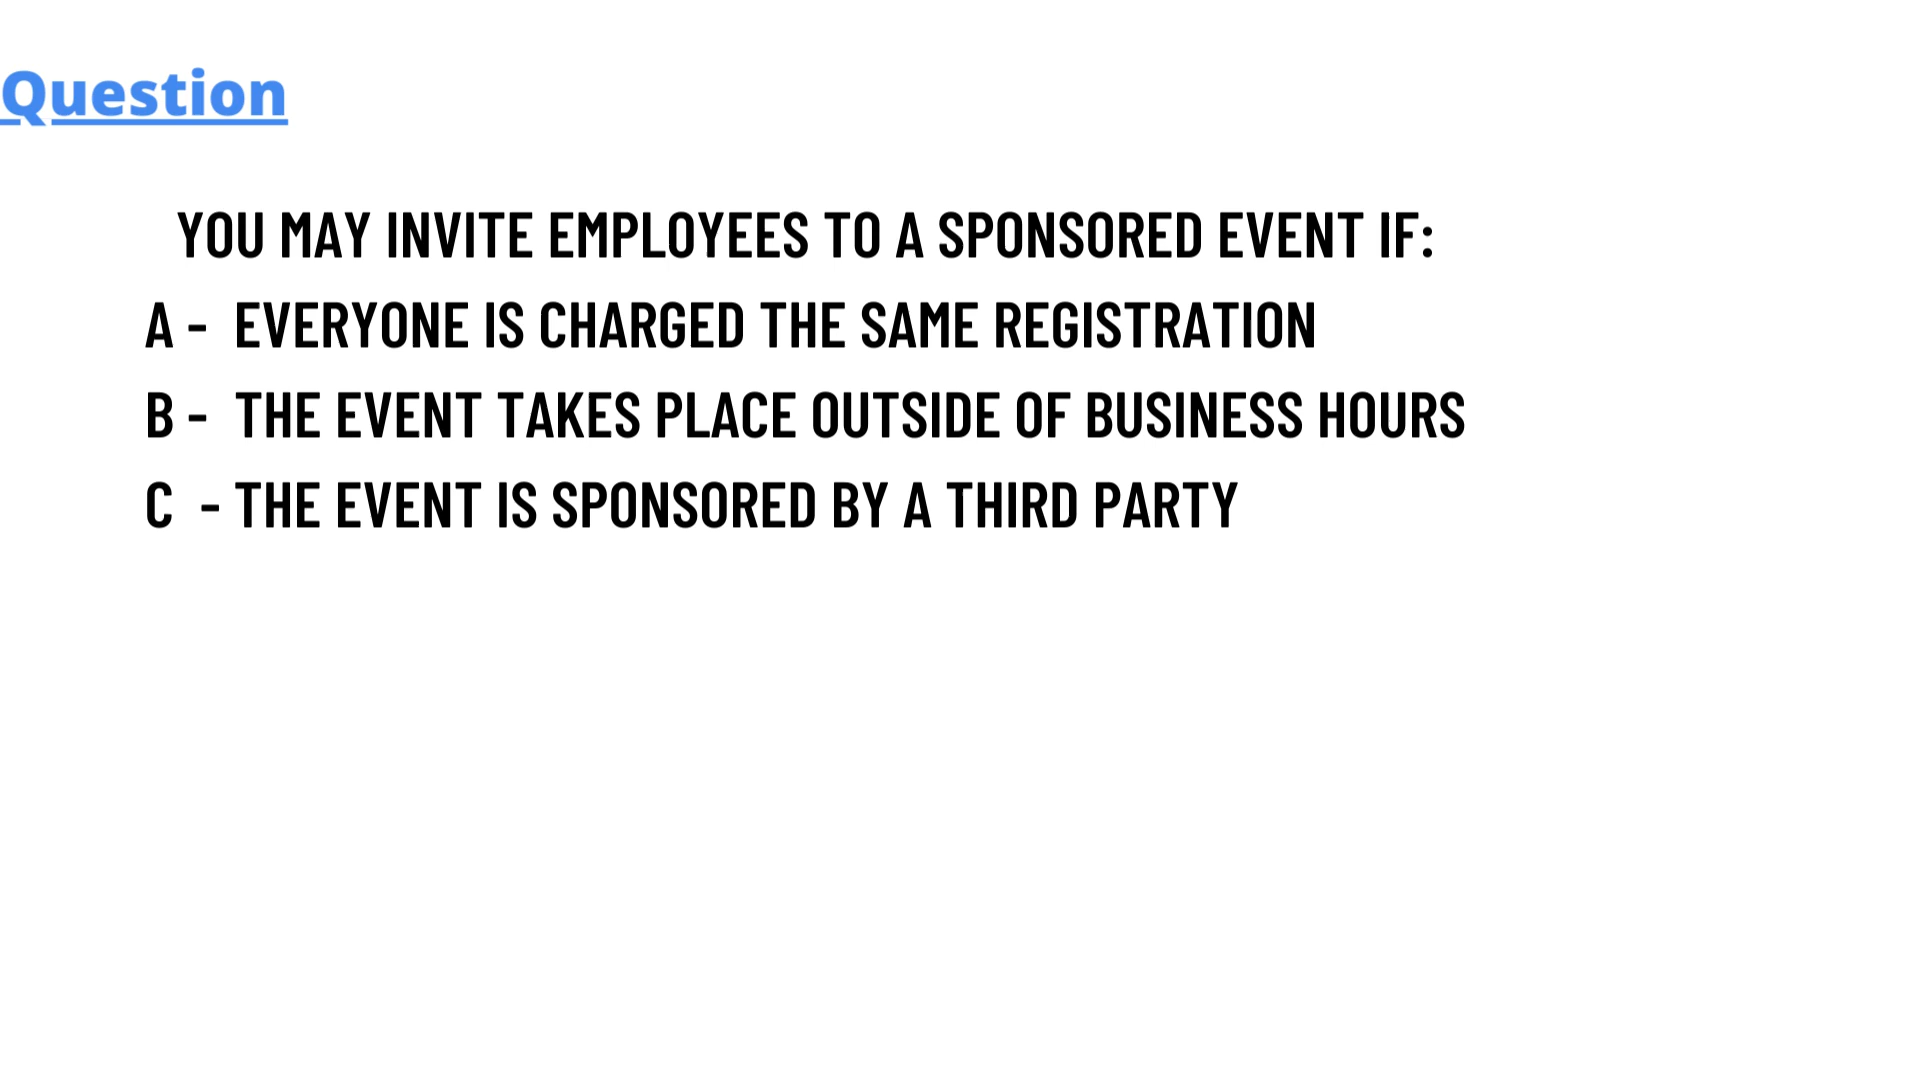 Question
YOU MAY INVITE EMPLOYEES TO A SPONSORED EVENT IF:
A - EVERYONE IS CHARGED THE SAME REGISTRATION
B - THE EVENT TAKES PLACE OUTSIDE OF BUSINESS HOURS
C - THE EVENT IS SPONSORED BY A THIRD PARTY